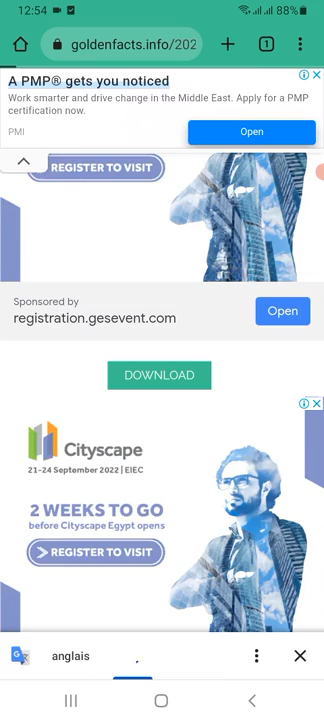 12:54
88%
goldenfacts.info/202
1
A PMP® gets you noticed
Work smarter and drive change in the Middle East. Apply for a PMP
certification now.
PMI
Open
REGISTER TO VISIT
Sponsored by
registration.gesevent.com
Open
DOWNLOAD
Cityscape
21-24 September 2022 | EIEC
2 WEEKS TO GO
before Cityscape Egypt opens
REGISTER TO VISIT
anglais